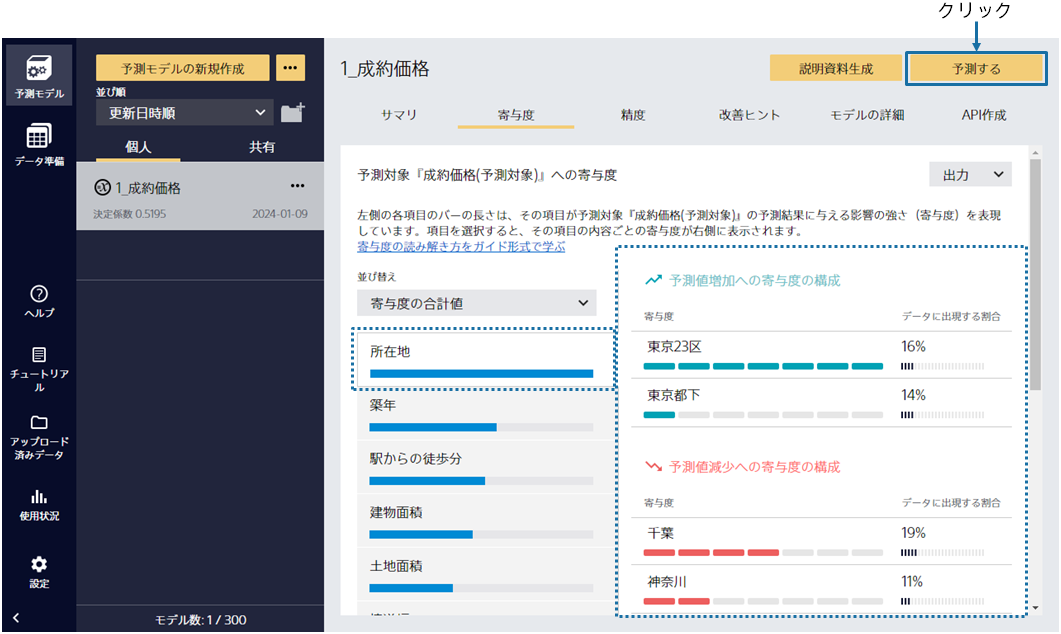 クリック
予測モデル
データ準備
ヘルプ
チュートリア
ル
アップロード
済みデータ
使用状況
設定
予測モデルの新規作成
並び順
更新日時順
個人
共有
1_成約価格
決定係数 0.5195
2024-01-09
モデル数: 1 / 300
1_成約価格
説明資料生成
予測する
サマリ
寄与度
精度
改善ヒント
モデルの詳細
API作成
予測対象『成約価格(予測対象)』への寄与度
出力
左側の各項目のバーの長さは、その項目が予測対象『成約価格(予測対象)』の予測結果に与える影響の強さ（寄与度）を表現
しています。項目を選択すると、その項目の内容ごとの寄与度が右側に表示されます。
寄与度の読み解き方をガイド形式で学ぶ
並び替え
寄与度の合計値
所在地
築年
駅からの徒歩分
建物面積
土地面積
予測値増加への寄与度の構成
寄与度
データに出現する割合
東京23区
16%
東京都下
14%
予測値減少への寄与度の構成
寄与度
データに出現する割合
千葉
19%
神奈川
11%